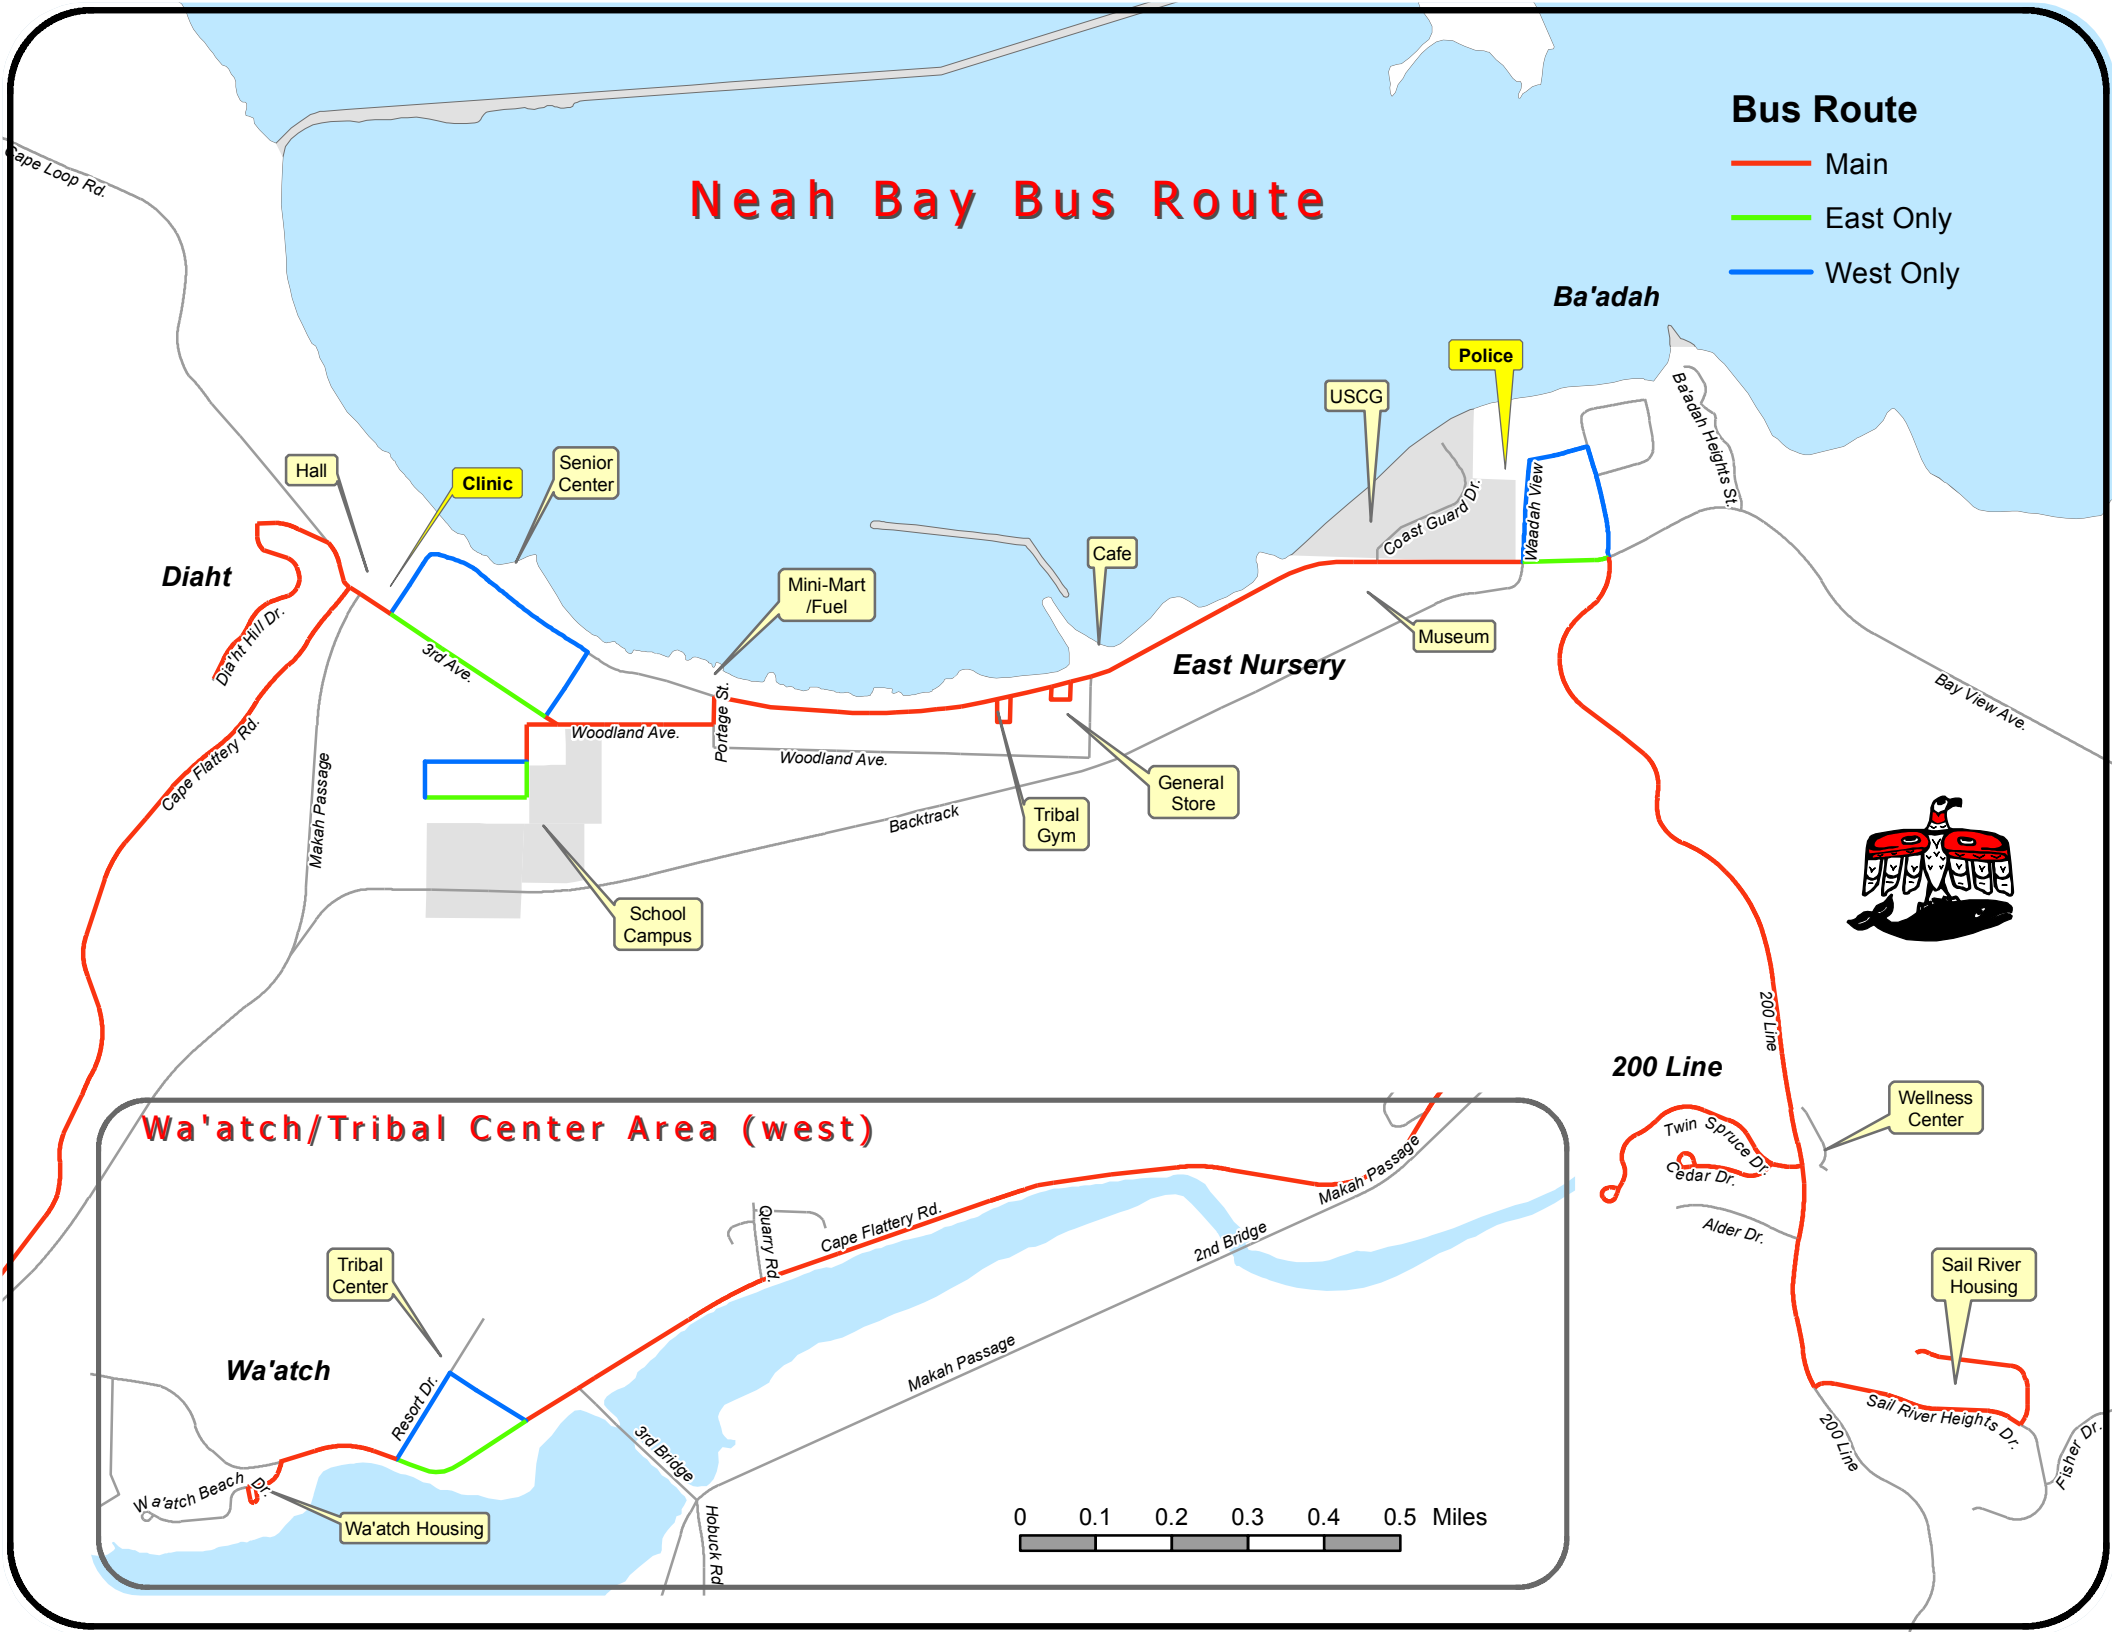 Bus Route
Main
East Only
West Only
Neah Bay Bus Route
Cape Loop Rd.
Ba'adah
Police
USCG
Ba'adah Heights St.
Hall
Clinic
Senior
Center
Waadah View
Coast Guard Dr.
Diaht
Mini-Mart
/Fuel
Cafe
Museum
East Nursery
Dia'ht Hill Dr.
3rd Ave.
Portage St.
Bay View Ave.
Woodland Ave.
Woodland Ave.
Cape Flattery Rd.
Makah Passage
General
Store
Tribal
Gym
Backtrack
School
Campus
200 Line
200 Line
Wellness
Center
Twin Spruce Dr.
Cedar Dr.
Alder Dr.
Sail River
Housing
Sail River Heights Dr.
200 Line
Fisher Dr.
Wa'atch/Tribal Center Area (west)
Makah Passage
Quarry Rd.
Cape Flattery Rd.
2nd Bridge
Tribal
Center
Wa'atch
Resort Dr.
Makah Passage
3rd Bridge
Wa'atch Beach Dr.
Wa'atch Housing
Hobuck Rd
0 0.1 0.2 0.3 0.4 0.5 Miles